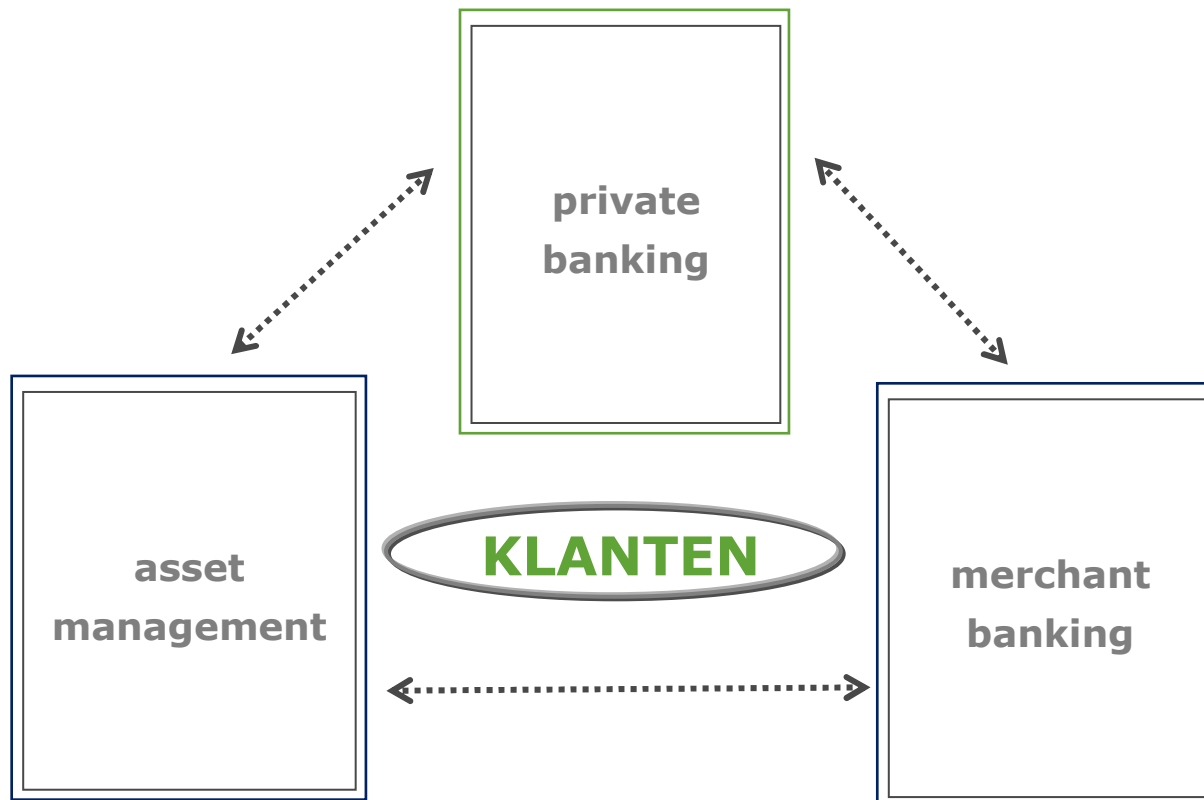 private
banking
asset
management
KLANTEN
merchant
banking